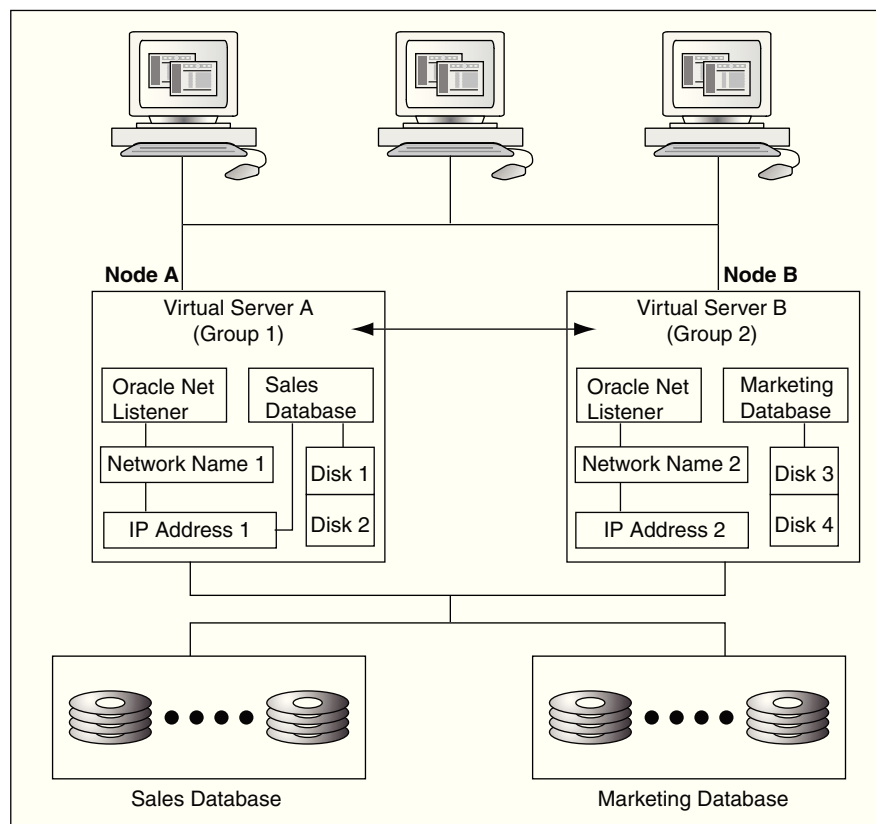 Node A
Node B
Virtual Server A
(Group 1)
Oracle Net
Listener
Sales
Database
Network Name 1
Disk 1
IP Address 1
Disk 2
Virtual Server B
(Group 2)
Oracle Net
Listener
Marketing
Database
Network Name 2
Disk 3
IP Address 2
Disk 4
Sales Database
Marketing Database